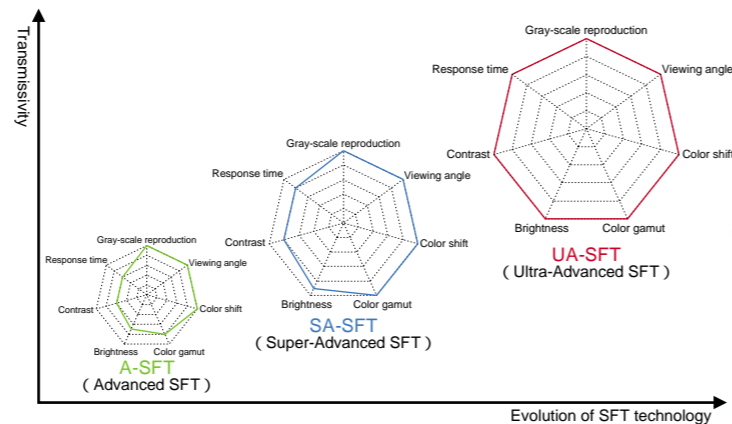 Transmissivity
Gray-scale reproduction
Response time
Viewing angle
Contrast
Color shift
Brightness
Color gamut
UA-SFT
( Ultra-Advanced SFT )
Gray-scale reproduction
Response time
Viewing angle
Contrast
Color shift
Brightness
Color gamut
SA-SFT
( Super-Advanced SFT )
Gray-scale reproduction
Response time
Viewing angle
Contrast
Color shift
Brightness
Color gamut
A-SFT
( Advanced SFT )
Evolution of SFT technology